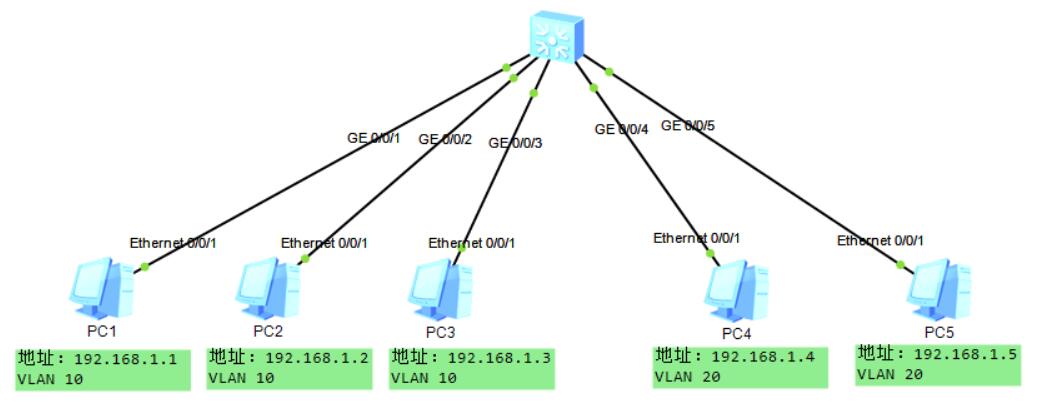 GE 0/0/1
GE 0/0/2
GE 0/0/3
GE 0/0/4
GE 0/0/5
Ethernet 0/0/1
Ethernet 0/0/1
Ethernet 0/0/1
Ethernet 0/0/1
Ethernet 0/0/1
PC1
PC2
PC3
PC4
PC5
地址: 192.168.1.1
VLAN 10
地址: 192.168.1.2
VLAN 10
地址: 192.168.1.3
VLAN 10
地址: 192.168.1.4
VLAN 20
地址: 192.168.1.5
VLAN 20